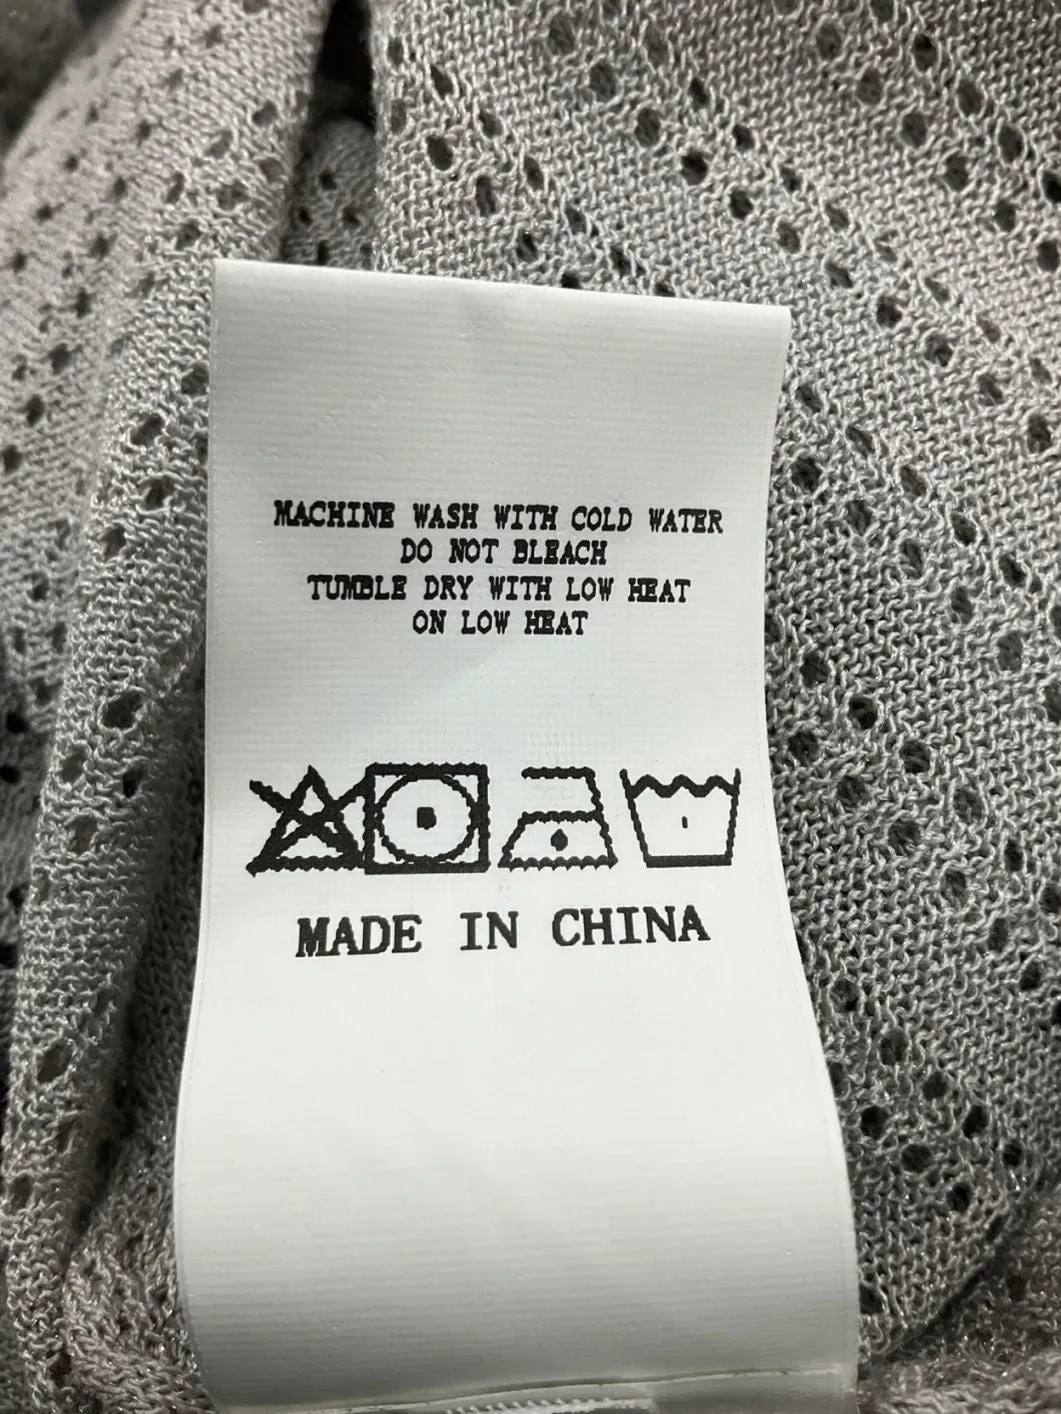 MACHINE WASH WITH COLD WATER
DO NOT BLEACH
TUMBLE DRY WITH LOW HEAT
ON LOW HEAT
MADE IN CHINA